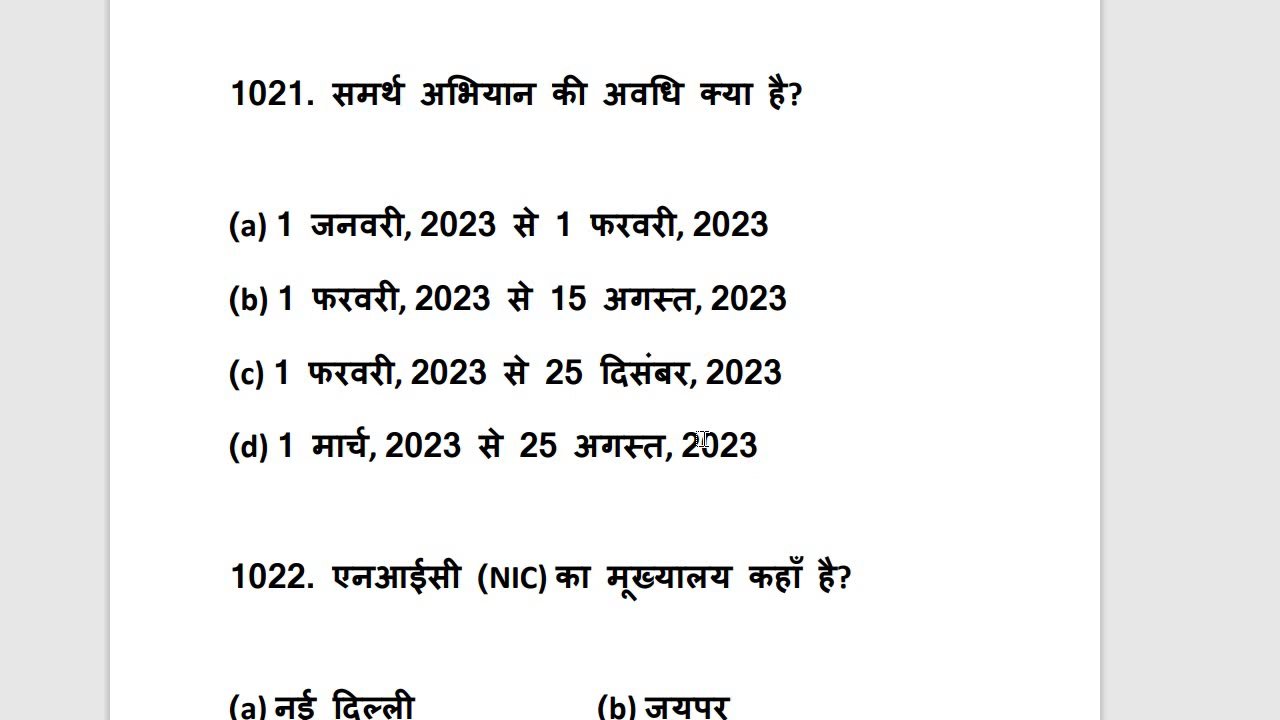 1021. समर्थ अभियान की अवधि क्या है?
(a) 1 जनवरी, 2023 से 1 फरवरी, 2023
(b) 1 फरवरी, 2023 से 15 अगस्त, 2023
(c) 1 फरवरी, 2023 से 25 दिसंबर, 2023
(d) 1 मार्च, 2023 से 25 अगस्त, 2023
1022. एनआईसी (NIC) का मूख्यालय कहाँ है?
(a) नई दिल्ली (b) जयपुर